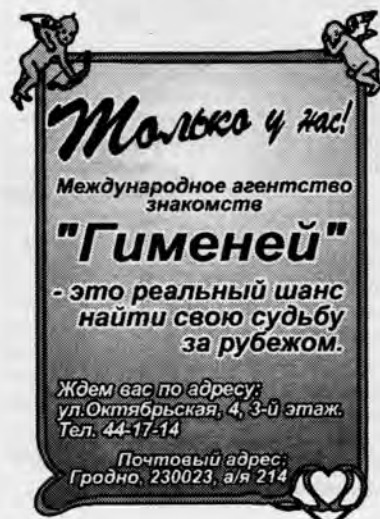 Только у нас!
Международное агентство
знакомств
"Гименей"
- это реальный шанс
найти свою судьбу
за рубежом.
Ждем вас по адресу:
ул.Октябрьская, 4, 3-й этаж.
Тел. 44-17-14
Почтовый адрес:
Гродно, 230023, а/я 214